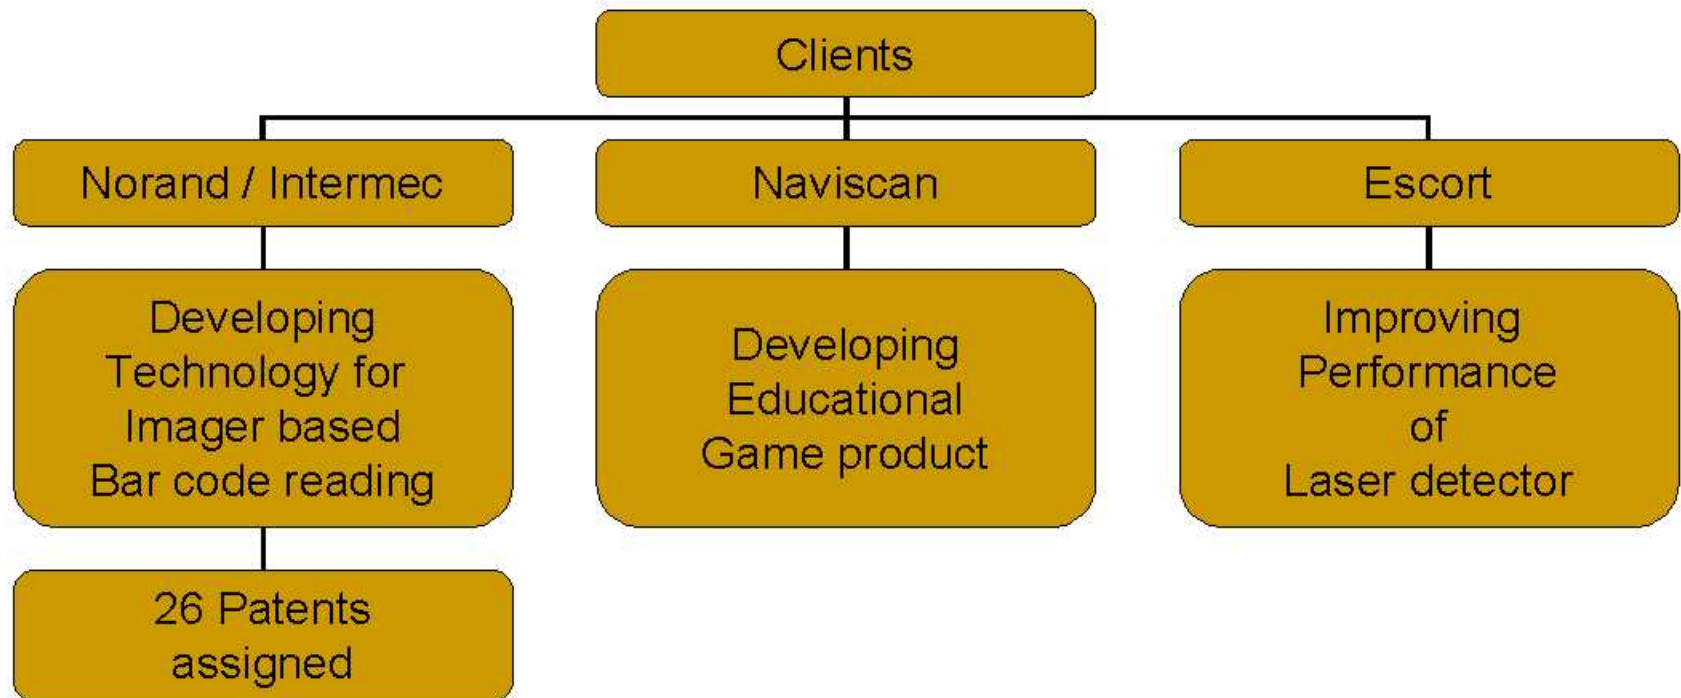 Clients
Norand / Intermec
Naviscan
Escort
Developing
Technology for
Imager based
Bar code reading
Developing
Educational
Game product
Improving
Performance
of
Laser detector
26 Patents
assigned